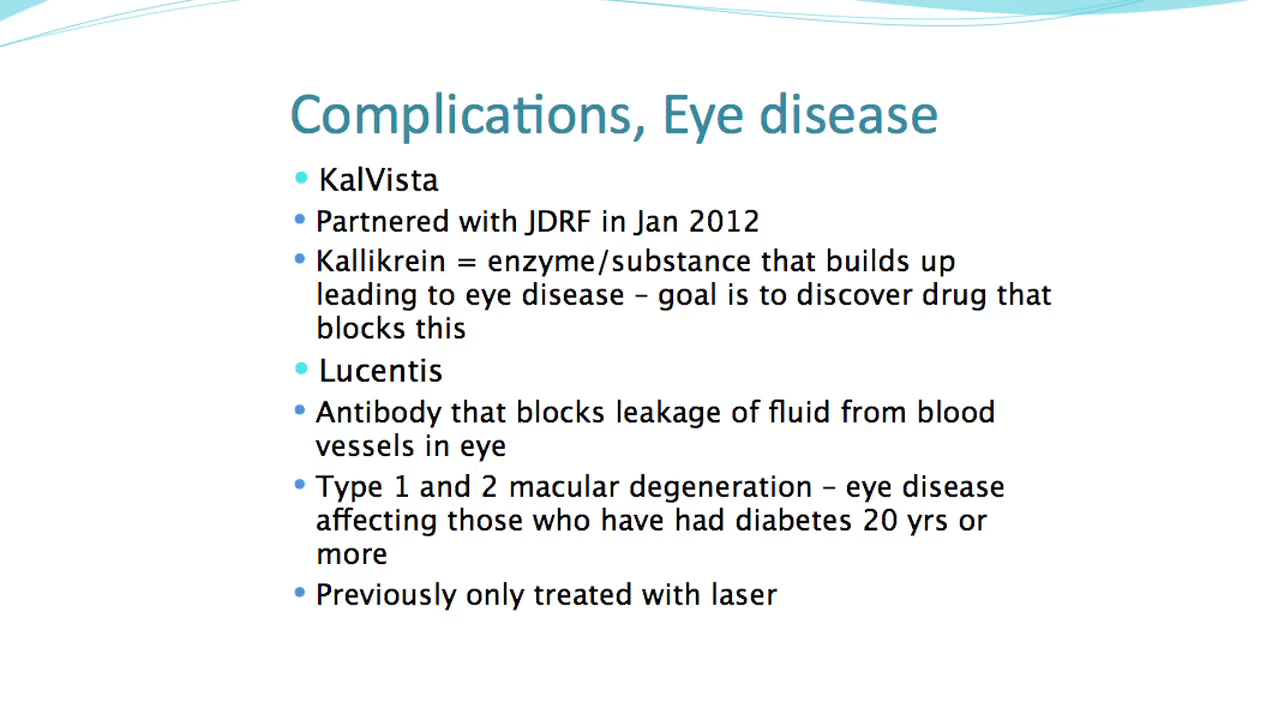 Complications, Eye disease
• KalVista
• Partnered with JDRF in Jan 2012
• Kallikrein = enzyme/substance that builds up
leading to eye disease – goal is to discover drug that
blocks this
• Lucentis
• Antibody that blocks leakage of fluid from blood
vessels in eye
• Type 1 and 2 macular degeneration – eye disease
affecting those who have had diabetes 20 yrs or
more
• Previously only treated with laser